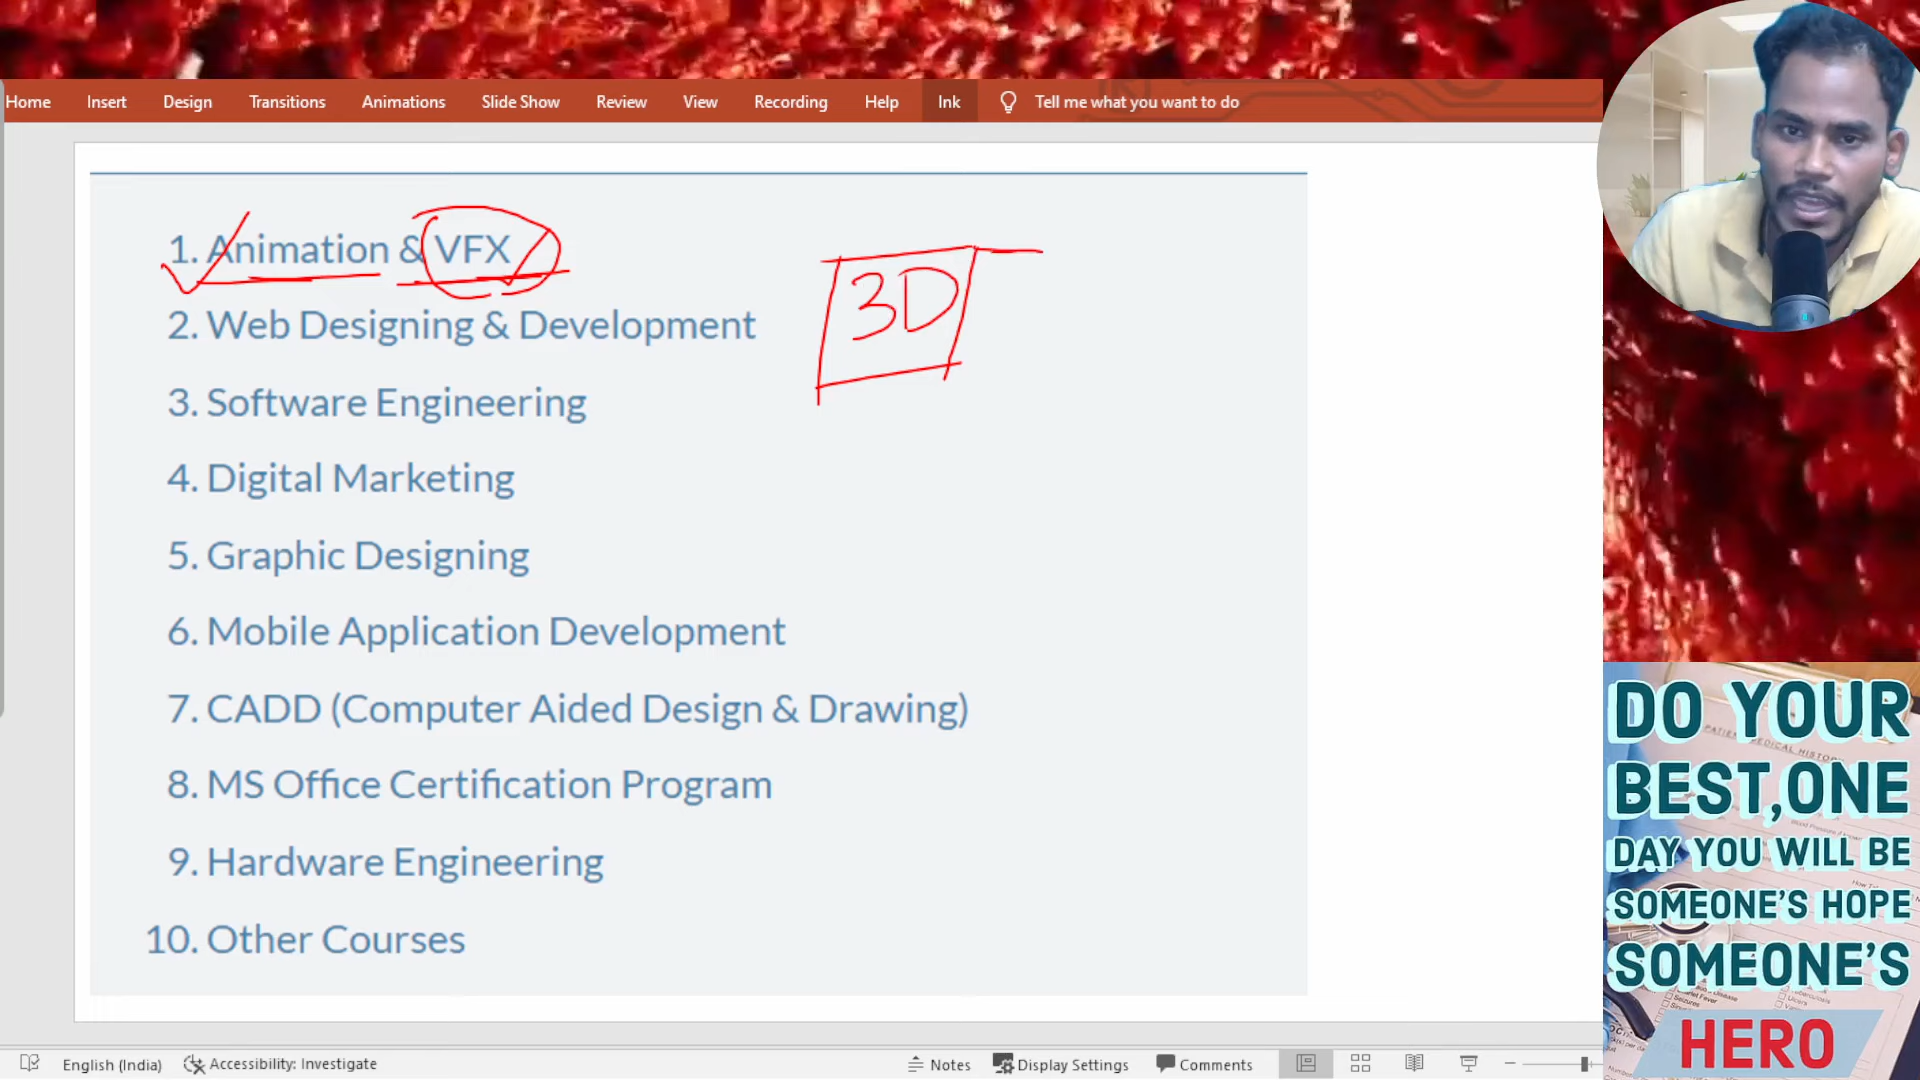 Home Insert Design Transitions Animations Slide Show Review View Recording Help Ink Tell me what you want to do
1. Animation & VFX
3D
2. Web Designing & Development
3. Software Engineering
4. Digital Marketing
5. Graphic Designing
6. Mobile Application Development
7. CADD (Computer Aided Design & Drawing)
8. MS Office Certification Program
9. Hardware Engineering
10. Other Courses
DO YOUR
BEST,ONE
DAY YOU WILL BE
SOMEONE'S HOPE
SOMEONE'S
HERO
English (India) Accessibility: Investigate Notes Display Settings Comments